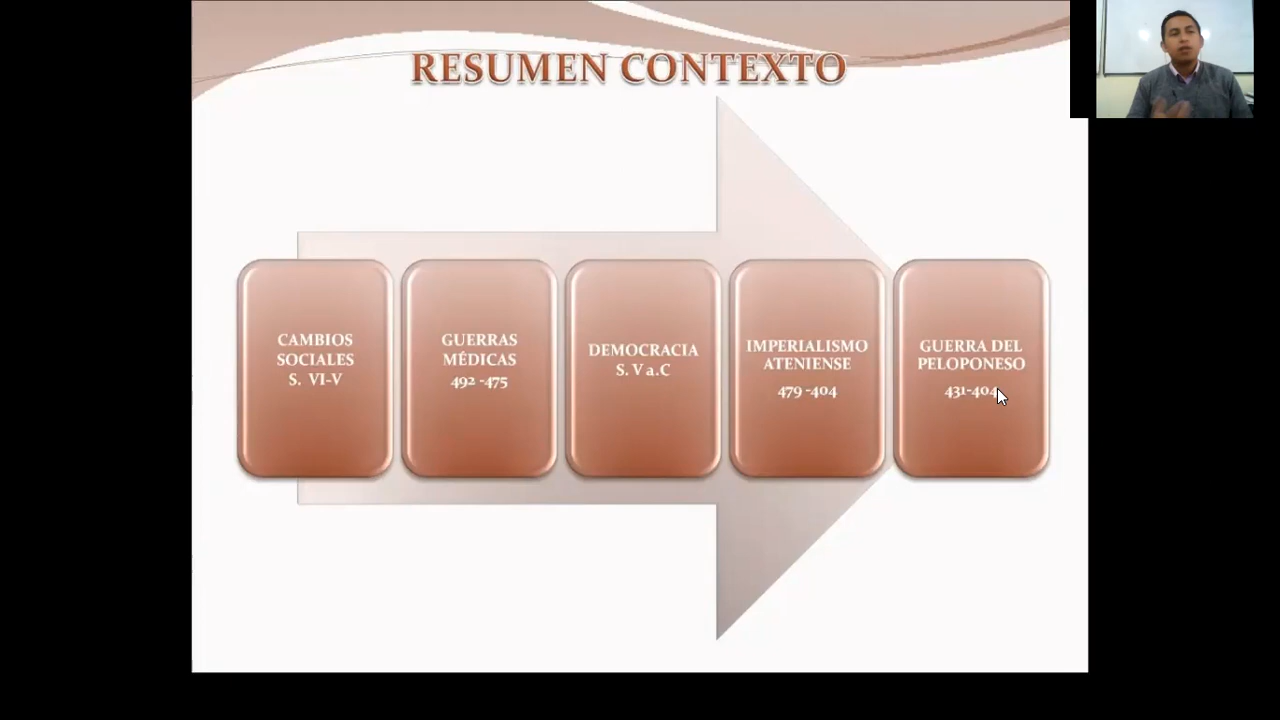 RESUMEN CONTEXTO
CAMBIOS
SOCIALES
S. VI-V
GUERRAS
MÉDICAS
492 -475
DEMOCRACIA
S. V a.C
IMPERIALISMO
ATENIENSE
479 -404
GUERRA DEL
PELOPONESO
431-404